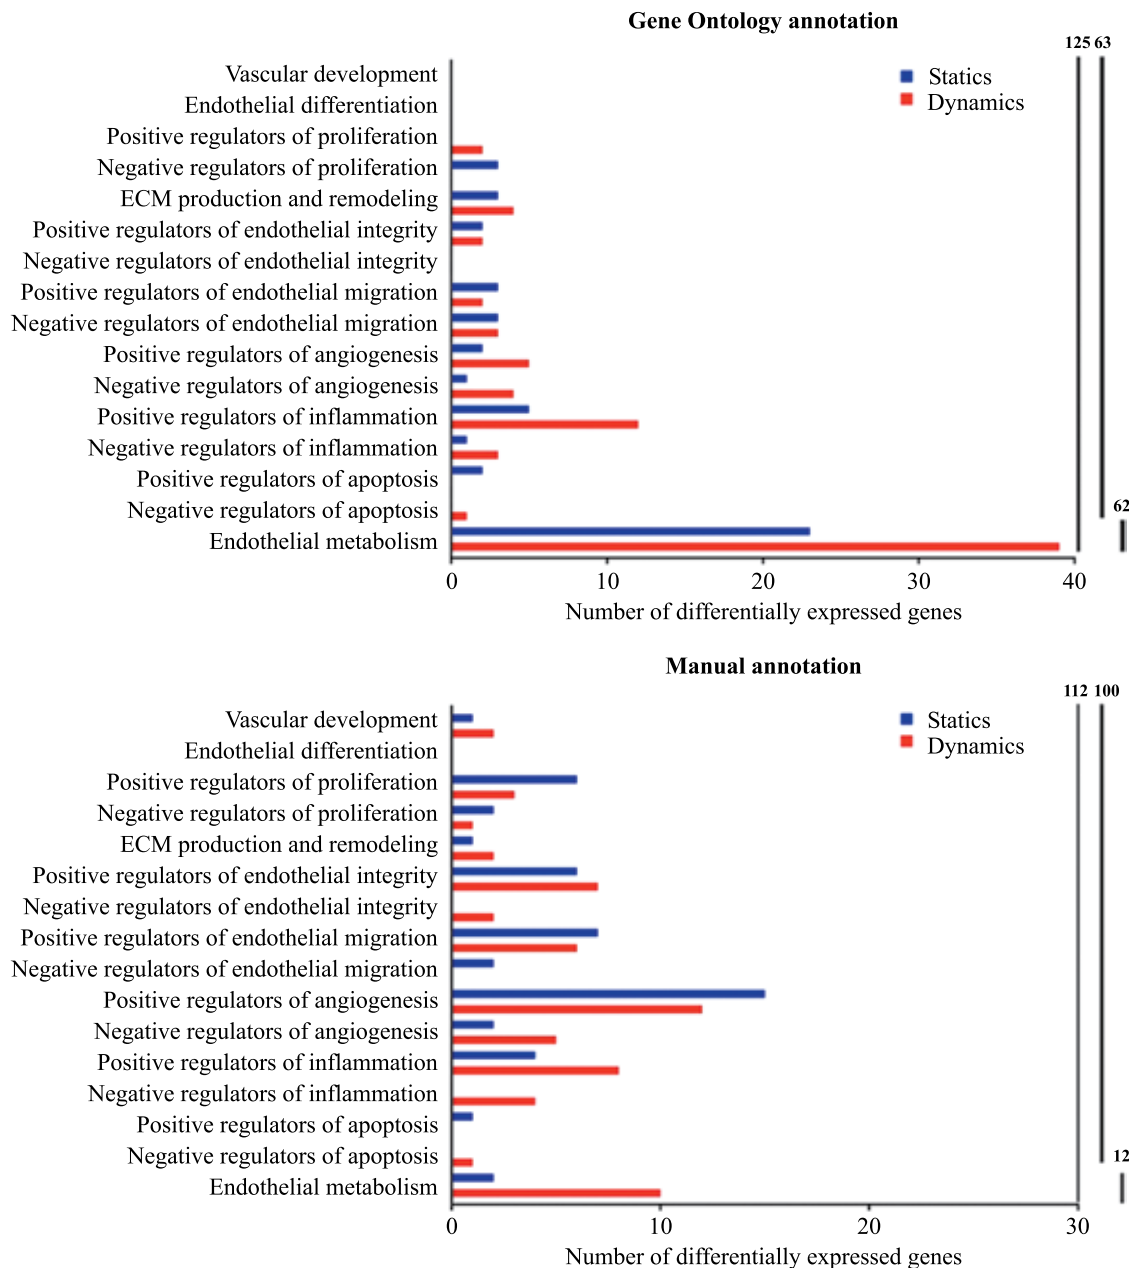 Gene Ontology annotation
125 63
Statics
Dynamics
Vascular development
Endothelial differentiation
Positive regulators of proliferation
Negative regulators of proliferation
ECM production and remodeling
Positive regulators of endothelial integrity
Negative regulators of endothelial integrity
Positive regulators of endothelial migration
Negative regulators of endothelial migration
Positive regulators of angiogenesis
Negative regulators of angiogenesis
Positive regulators of inflammation
Negative regulators of inflammation
Positive regulators of apoptosis
Negative regulators of apoptosis
62
Endothelial metabolism
0 10 20 30 40
Number of differentially expressed genes
Manual annotation
112 100
Statics
Dynamics
Vascular development
Endothelial differentiation
Positive regulators of proliferation
Negative regulators of proliferation
ECM production and remodeling
Positive regulators of endothelial integrity
Negative regulators of endothelial integrity
Positive regulators of endothelial migration
Negative regulators of endothelial migration
Positive regulators of angiogenesis
Negative regulators of angiogenesis
Positive regulators of inflammation
Negative regulators of inflammation
Positive regulators of apoptosis
Negative regulators of apoptosis
12
Endothelial metabolism
0 10 20 30
Number of differentially expressed genes